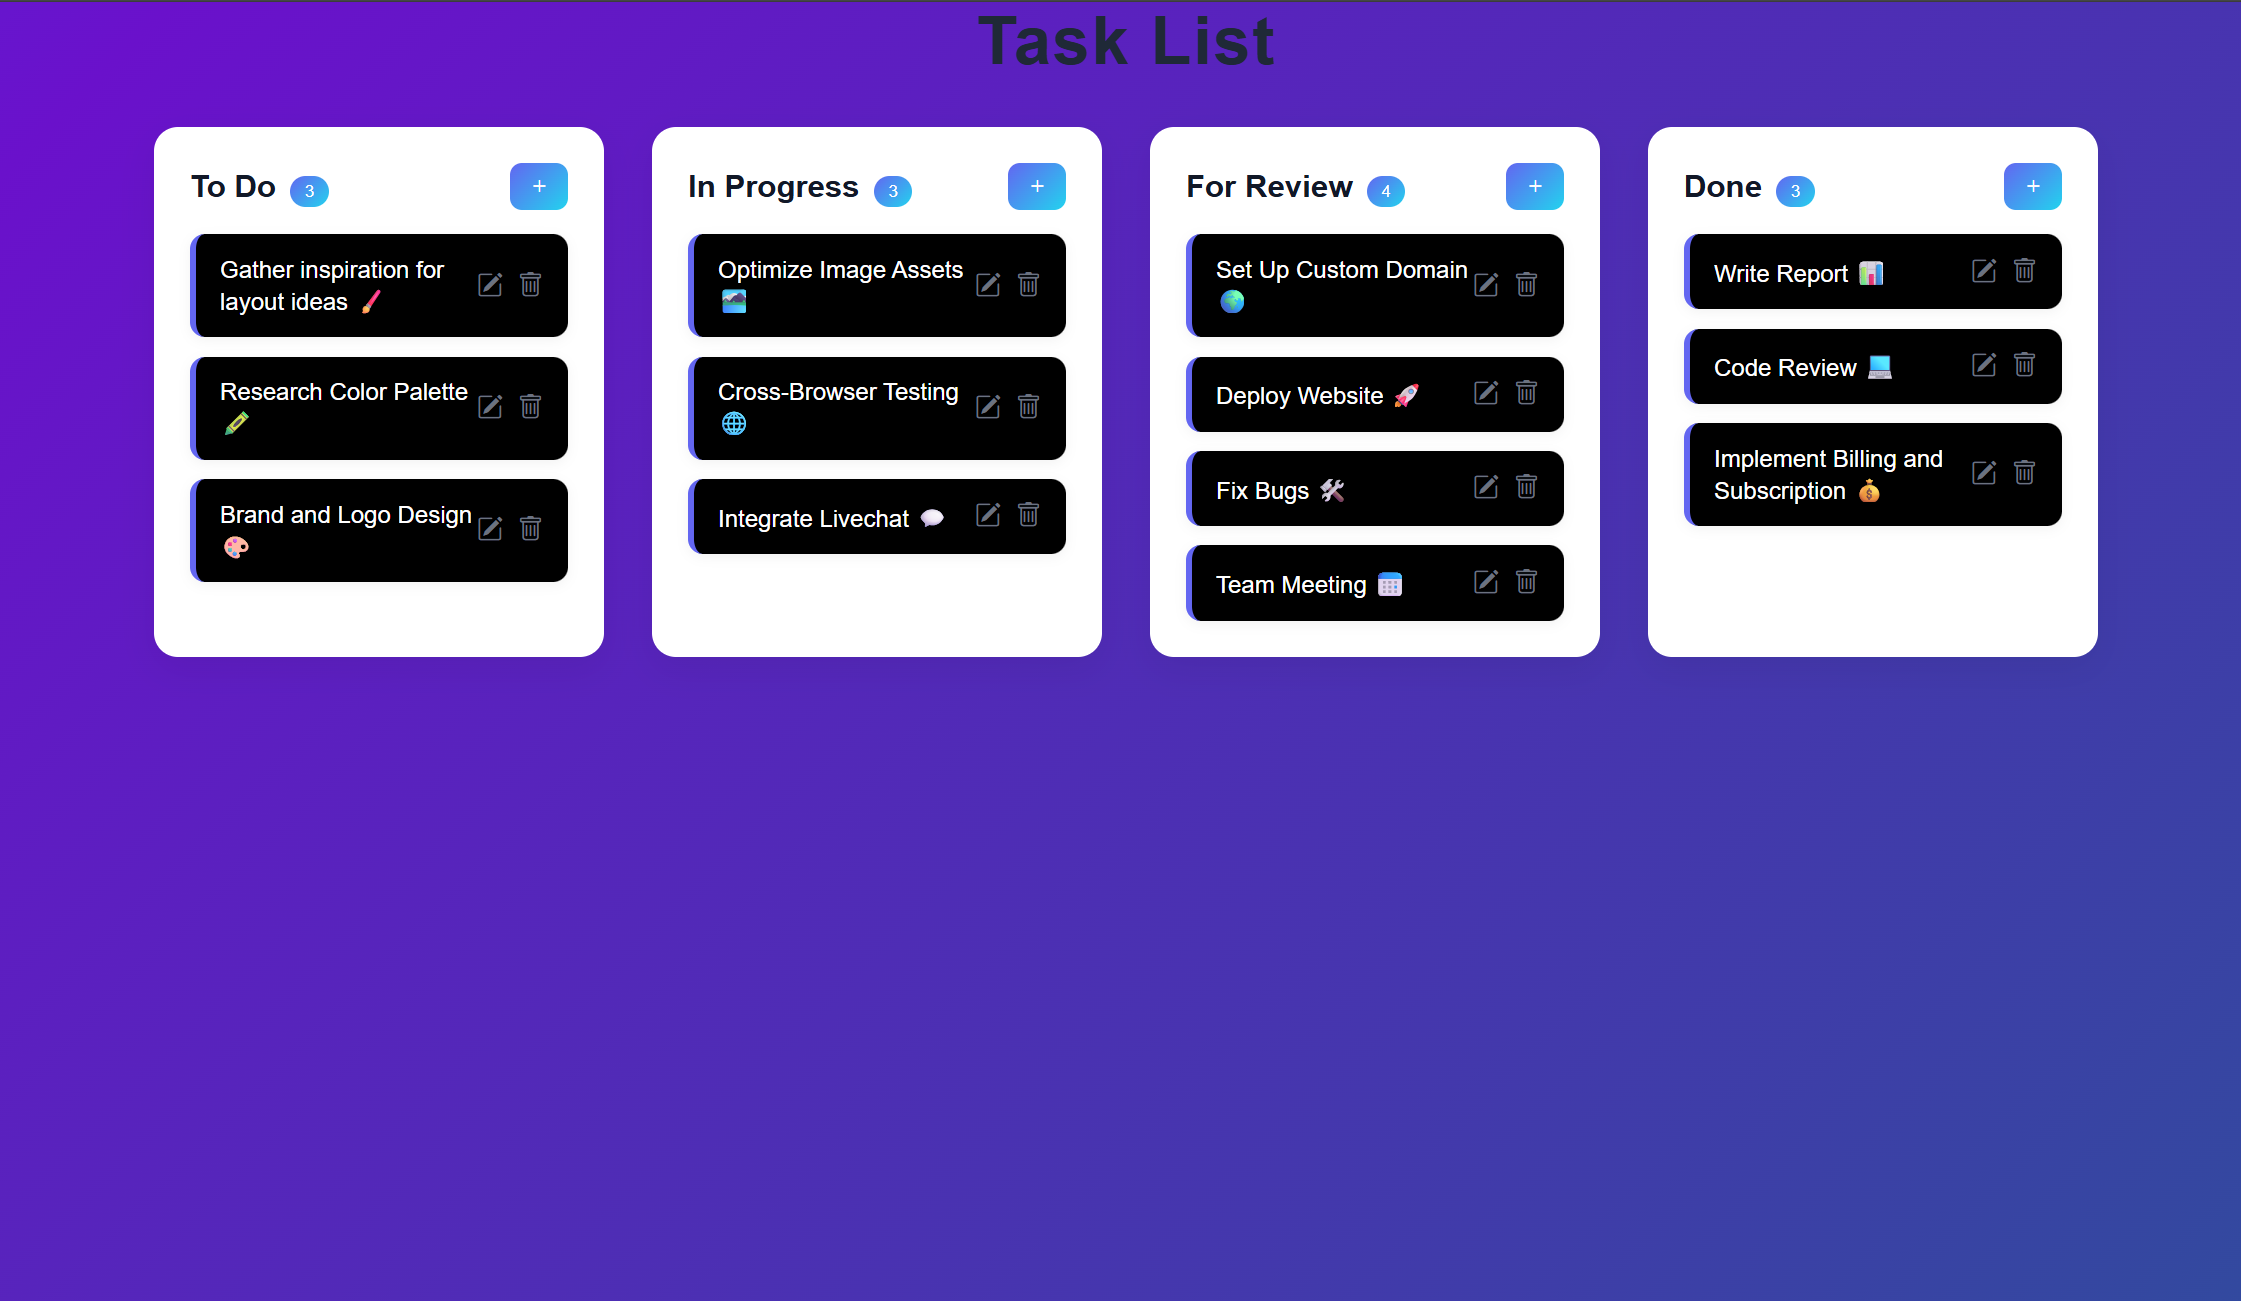 Task List
To Do 3 +
Gather inspiration for
layout ideas 🖌️
Research Color Palette
🖍️
Brand and Logo Design
🎨
In Progress 3 +
Optimize Image Assets
🏞️
Cross-Browser Testing
🌐
Integrate Livechat 💬
For Review 4 +
Set Up Custom Domain
🌍
Deploy Website 🚀
Fix Bugs 🛠️
Team Meeting 📅
Done 3 +
Write Report 📊
Code Review 💻
Implement Billing and
Subscription 💰